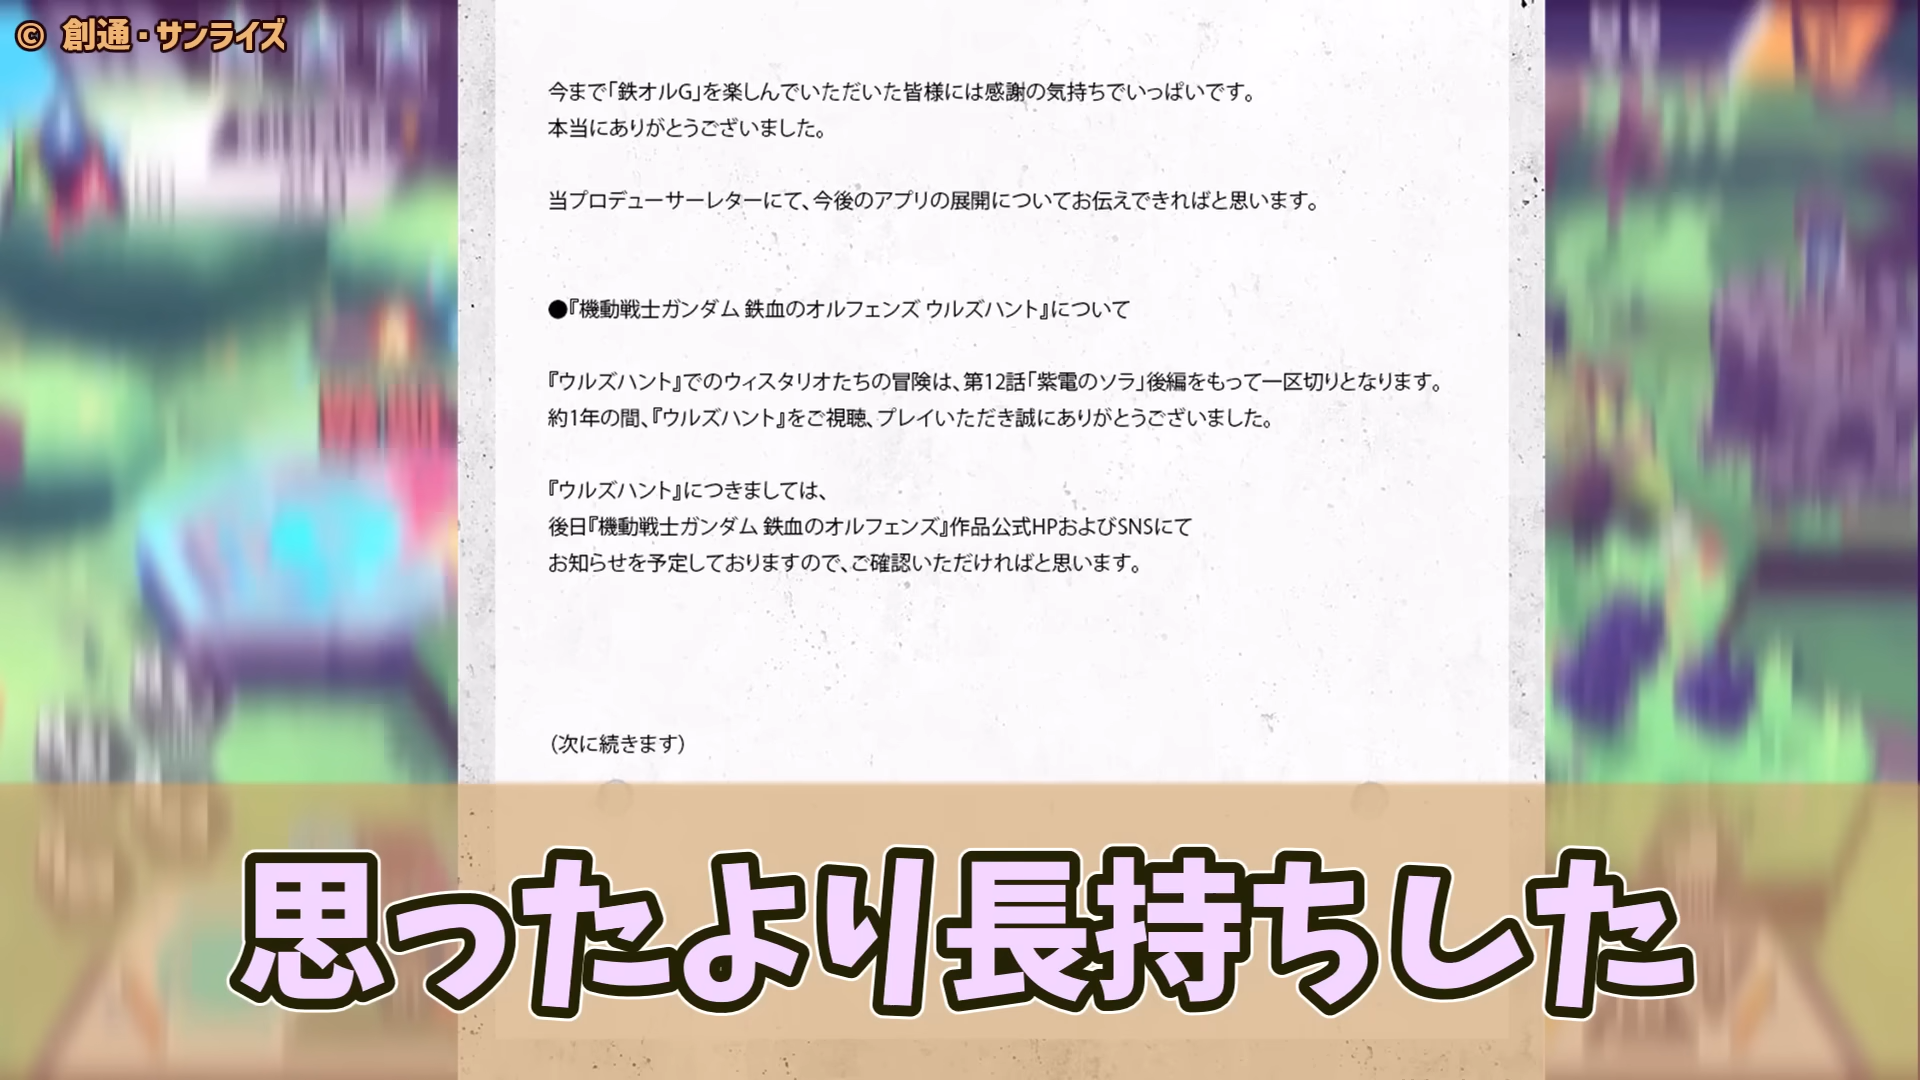 © 創通・サンライズ
今まで「鉄オルG」を楽しんでいただいた皆様には感謝の気持ちでいっぱいです。
本当にありがとうございました。
当プロデューサーレターにて、今後のアプリの展開についてお伝えできればと思います。
●『機動戦士ガンダム 鉄血のオルフェンズ ウルズハント』について
『ウルズハント』でのウィスタリオたちの冒険は、第12話「紫電のソラ」後編をもって一区切りとなります。
約1年の間、『ウルズハント』をご視聴、プレイいただき誠にありがとうございました。
『ウルズハント』につきましては、
後日『機動戦士ガンダム 鉄血のオルフェンズ』作品公式HPおよびSNSにて
お知らせを予定しておりますので、ご確認いただければと思います。
（次に続きます）
思ったより長持ちした